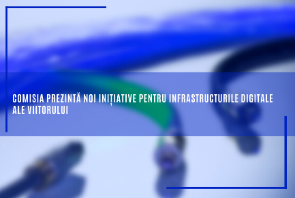 COMISIA PREZINTĂ NOI INIȚIATIVE PENTRU INFRASTRUCTURILE DIGITALE
ALE VIITORULUI